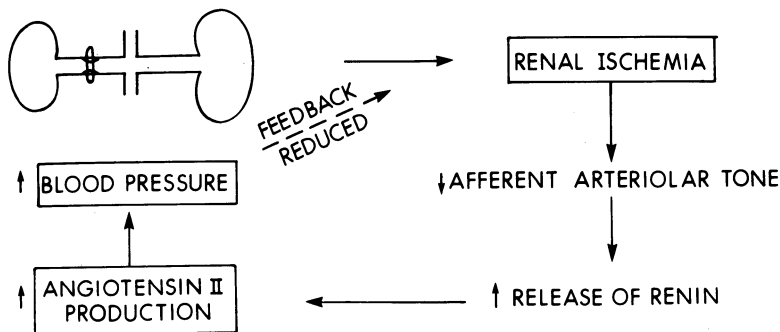 RENAL ISCHEMIA
FEEDBACK
REDUCED
↑ BLOOD PRESSURE
↓ AFFERENT ARTERIOLAR TONE
↑ ANGIOTENSIN II
PRODUCTION
↑ RELEASE OF RENIN